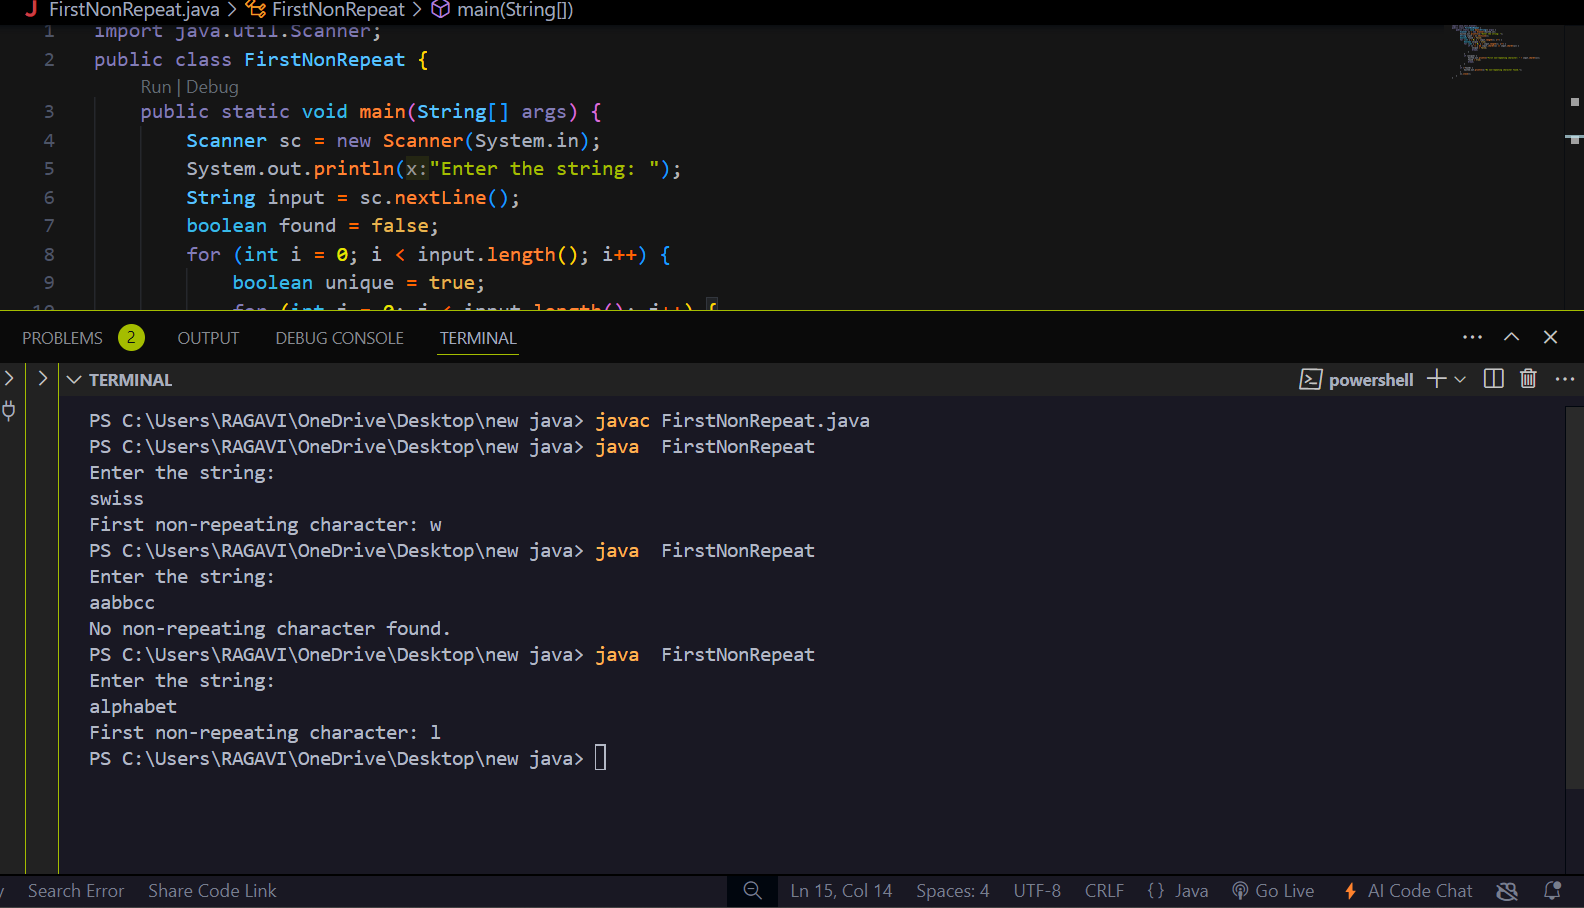 FirstNonRepeat.java > FirstNonRepeat > main(String[])
1 import java.util.Scanner;
2 public class FirstNonRepeat {
Run | Debug
3 public static void main(String[] args) {
4 Scanner sc = new Scanner(System.in);
5 System.out.println(x:"Enter the string: ");
6 String input = sc.nextLine();
7 boolean found = false;
8 for (int i = 0; i < input.length(); i++) {
9 boolean unique = true;
PROBLEMS 2 OUTPUT DEBUG CONSOLE TERMINAL
TERMINAL powershell
PS C:\Users\RAGAVI\OneDrive\Desktop\new java> javac FirstNonRepeat.java
PS C:\Users\RAGAVI\OneDrive\Desktop\new java> java  FirstNonRepeat
Enter the string:
swiss
First non-repeating character: w
PS C:\Users\RAGAVI\OneDrive\Desktop\new java> java  FirstNonRepeat
Enter the string:
aabbcc
No non-repeating character found.
PS C:\Users\RAGAVI\OneDrive\Desktop\new java> java  FirstNonRepeat
Enter the string:
alphabet
First non-repeating character: l
PS C:\Users\RAGAVI\OneDrive\Desktop\new java>
Search Error Share Code Link Ln 15, Col 14 Spaces: 4 UTF-8 CRLF {} Java Go Live AI Code Chat